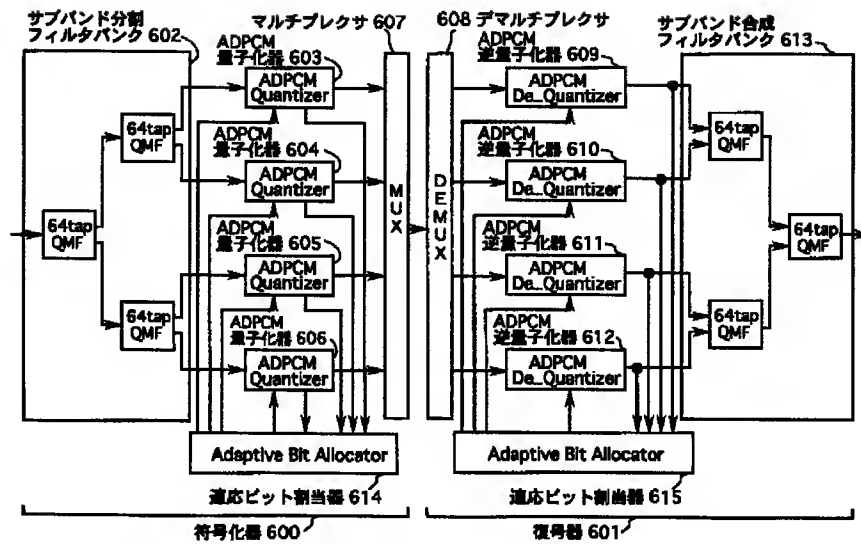 サブバンド分割
フィルタバンク 602
マルチプレクサ 607
608 デマルチプレクサ
サブバンド合成
フィルタバンク 613
ADPCM
量子化器 603
ADPCM
Quantizer
ADPCM
逆量子化器 609
ADPCM
De_Quantizer
64tap
QMF
64tap
QMF
ADPCM
量子化器 604
ADPCM
Quantizer
ADPCM
逆量子化器 610
ADPCM
De_Quantizer
64tap
QMF
MUX
DEMUX
64tap
QMF
ADPCM
量子化器 605
ADPCM
Quantizer
ADPCM
逆量子化器 611
ADPCM
De_Quantizer
64tap
QMF
64tap
QMF
ADPCM
量子化器 606
ADPCM
Quantizer
ADPCM
逆量子化器 612
ADPCM
De_Quantizer
Adaptive Bit Allocator
Adaptive Bit Allocator
適応ビット割当器 614
適応ビット割当器 615
符号化器 600
復号器 601